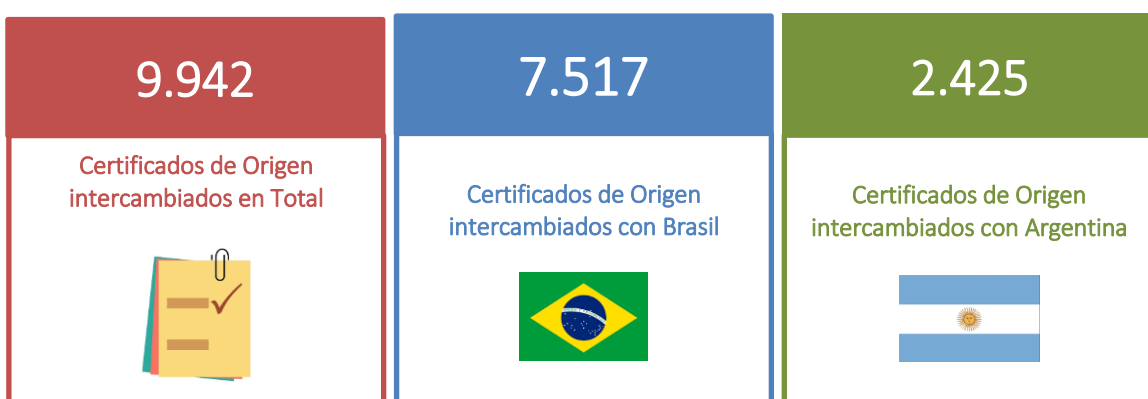 9.942
Certificados de Origen
intercambiados en Total
7.517
Certificados de Origen
intercambiados con Brasil
2.425
Certificados de Origen
intercambiados con Argentina